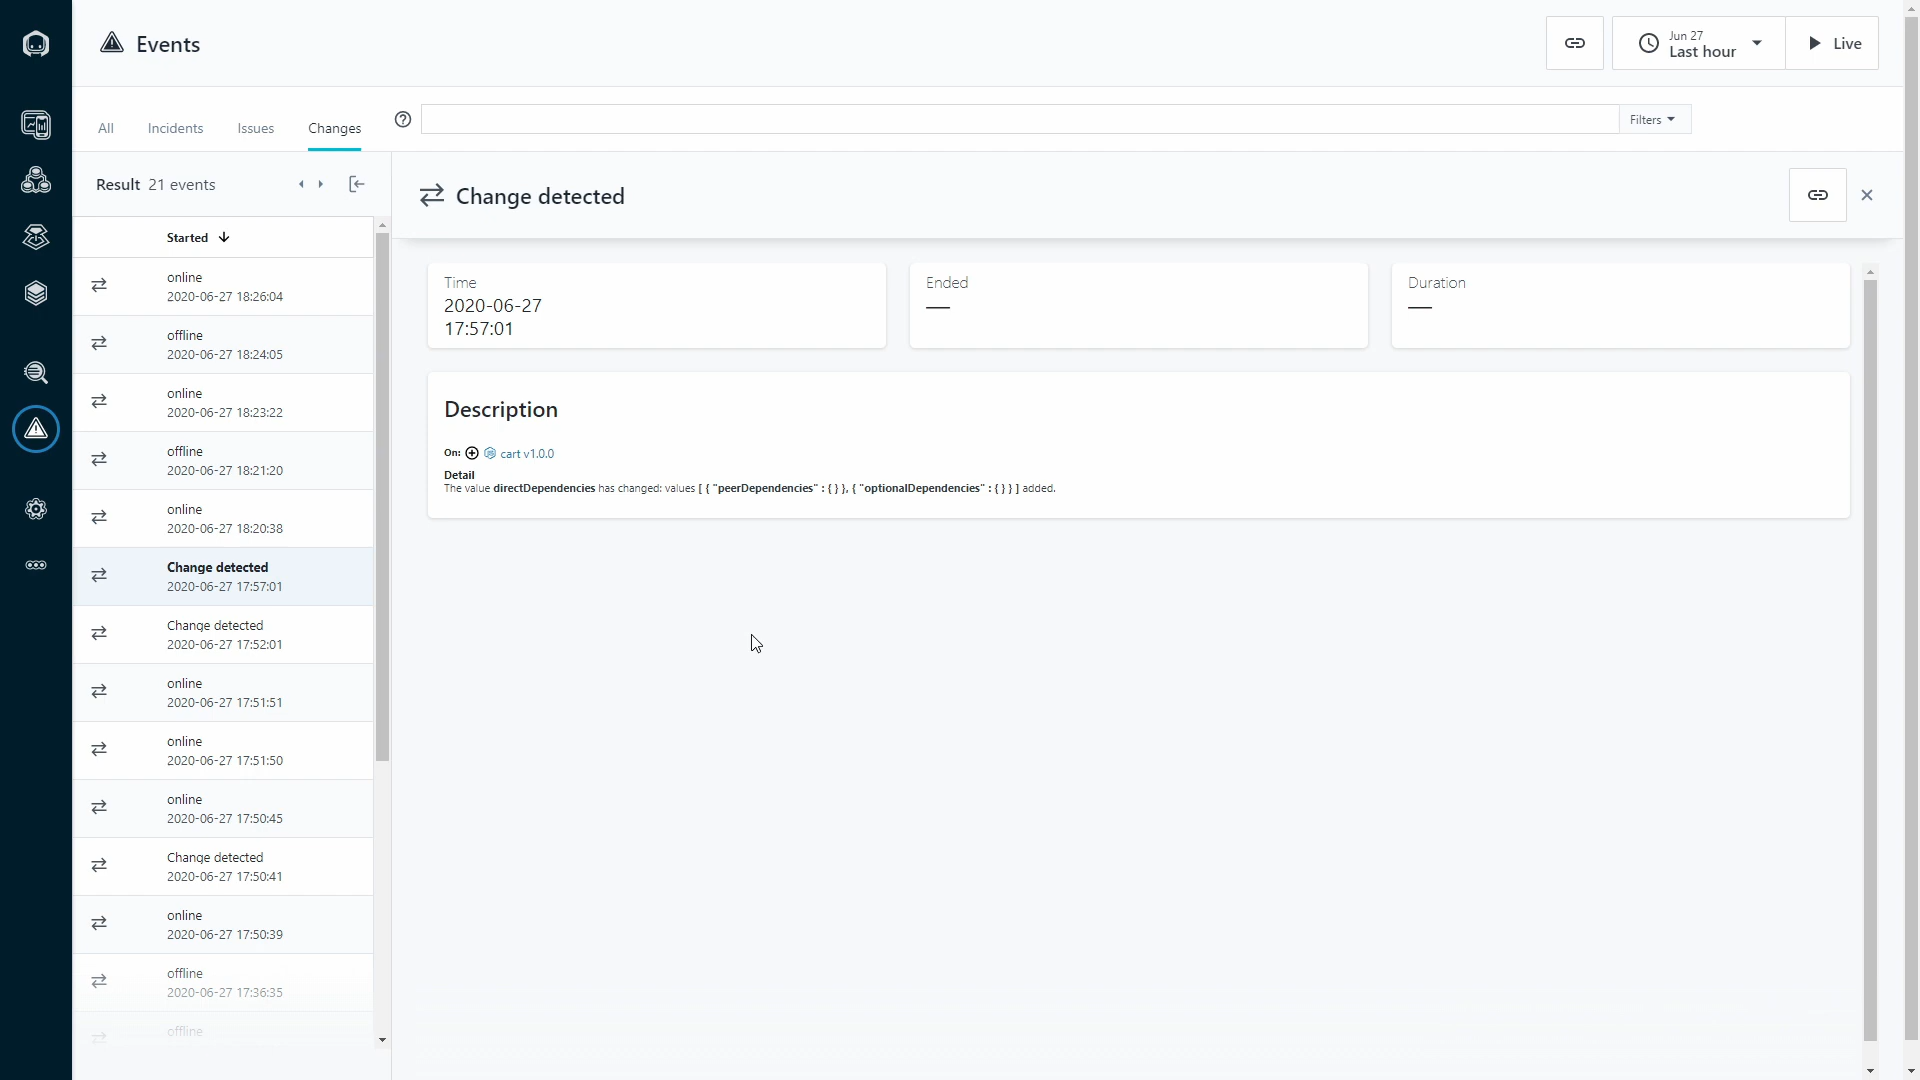 Events
Jun 27
Last hour
Live
All
Incidents
Issues
Changes
Filters
Result 21 events
Started
online
2020-06-27 18:26:04
offline
2020-06-27 18:24:05
online
2020-06-27 18:23:22
offline
2020-06-27 18:21:20
online
2020-06-27 18:20:38
Change detected
2020-06-27 17:57:01
Change detected
2020-06-27 17:52:01
online
2020-06-27 17:51:51
online
2020-06-27 17:51:50
online
2020-06-27 17:50:45
Change detected
2020-06-27 17:50:41
online
2020-06-27 17:50:39
offline
2020-06-27 17:36:35
offline
Change detected
Time
2020-06-27
17:57:01
Ended
—
Duration
—
Description
On: cart v1.0.0
Detail
The value directDependencies has changed: values [ { "peerDependencies" : { } }, { "optionalDependencies" : { } } ] added.